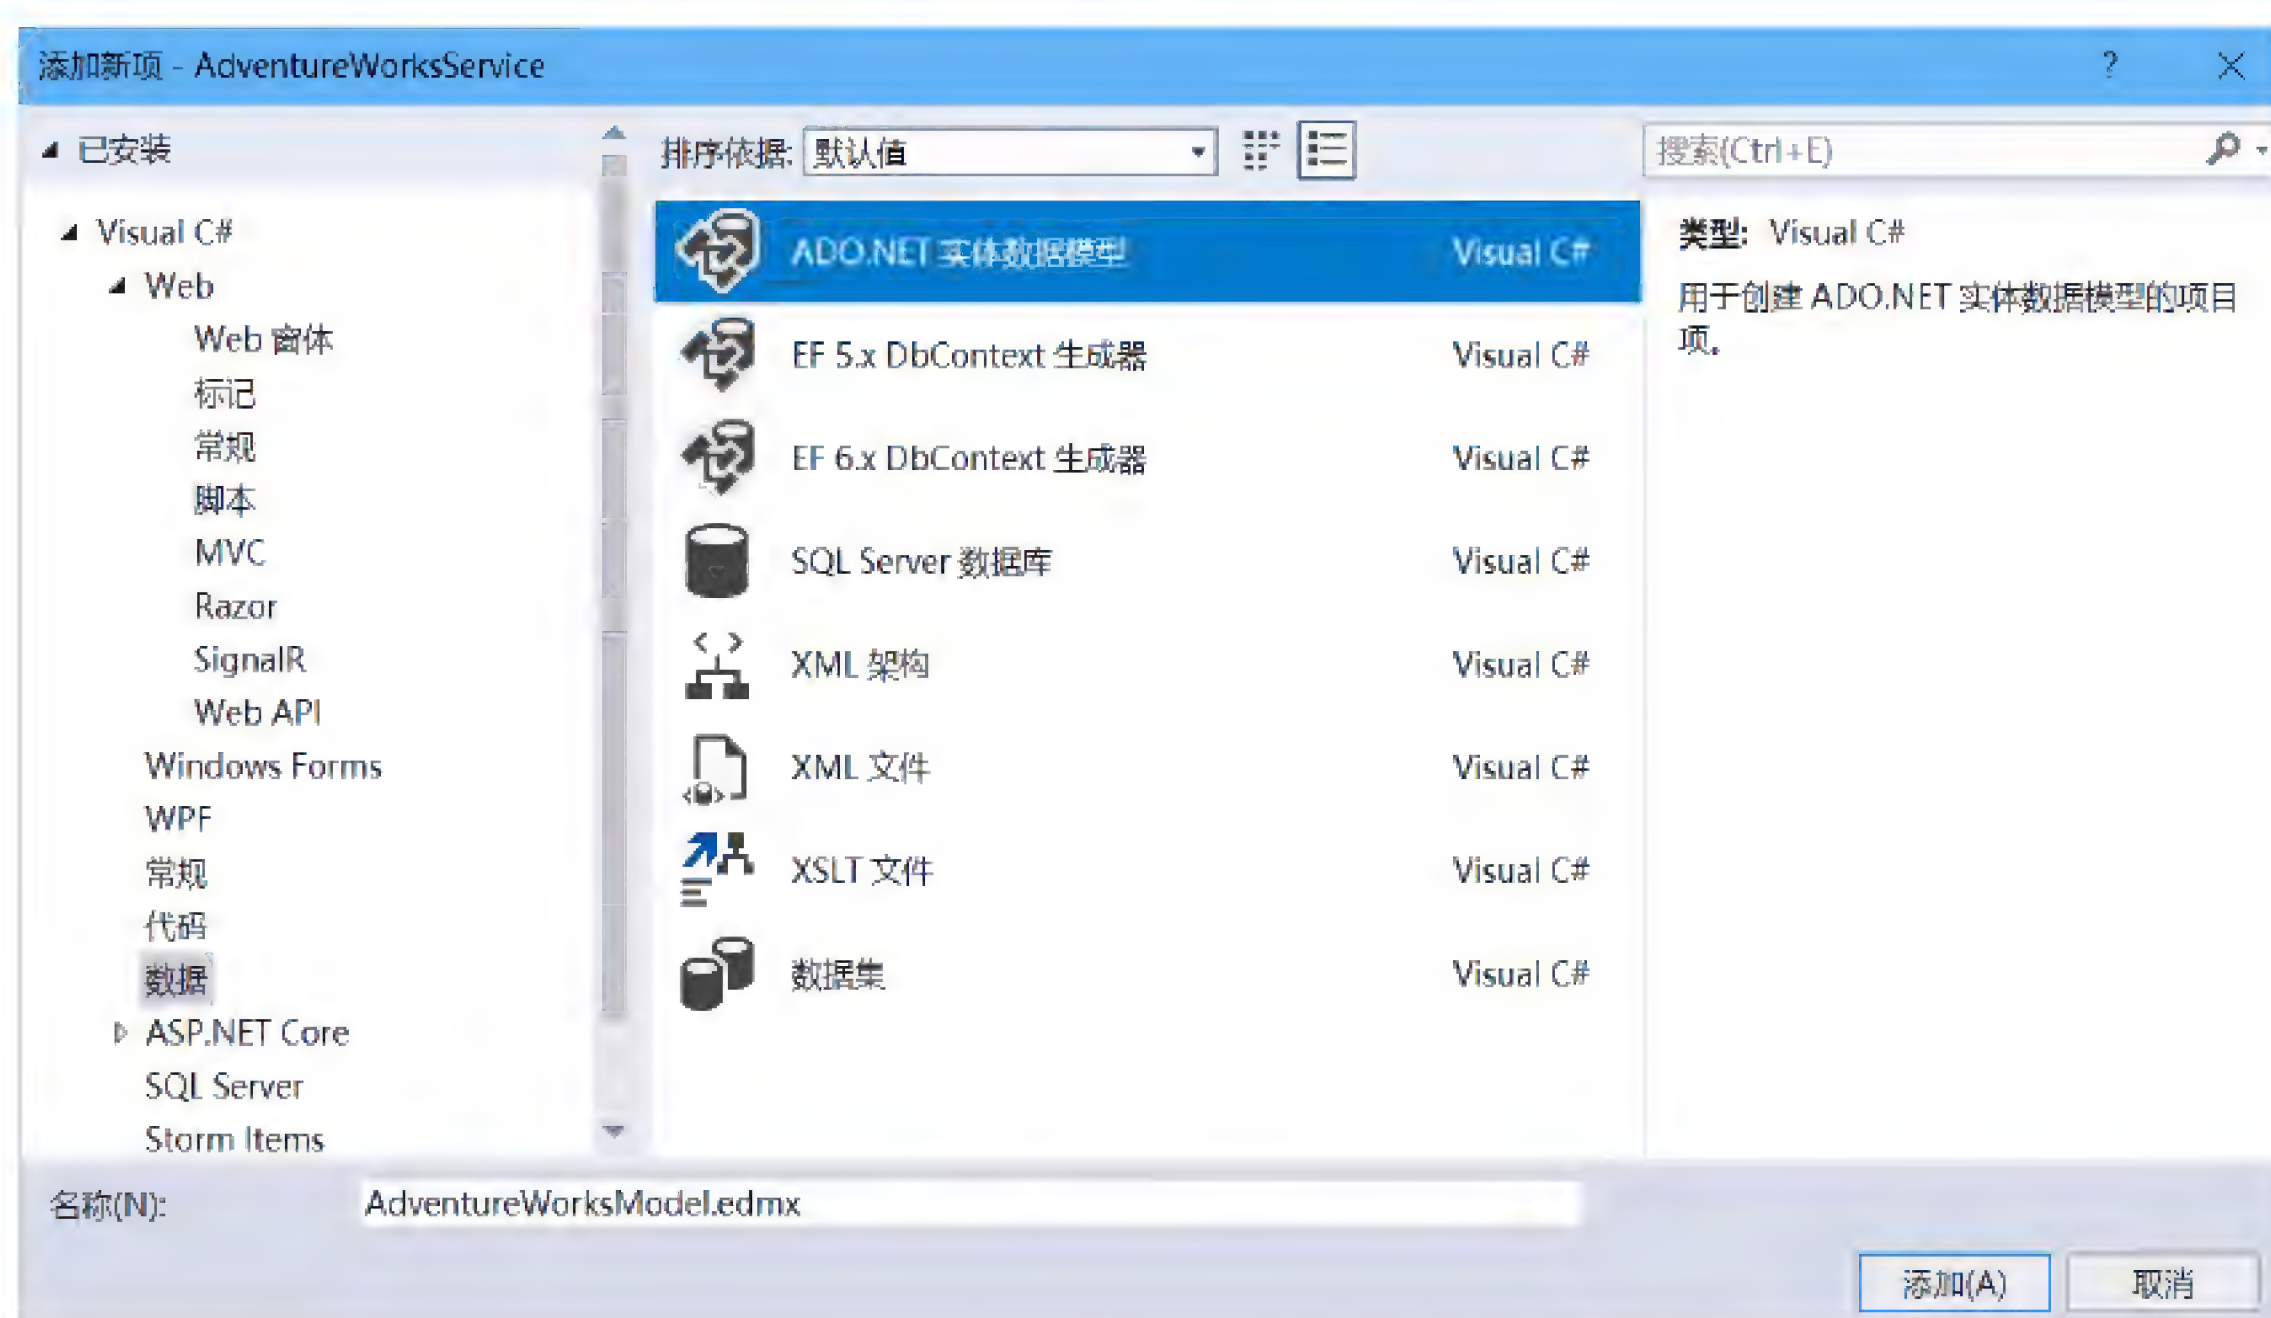 添加新项 - AdventureWorksService
?
已安装
Visual C#
Web
Web 窗体
标记
常规
脚本
MVC
Razor
SignalR
Web API
Windows Forms
WPF
常规
代码
数据
ASP.NET Core
SQL Server
Storm Items
排序依据: 默认值
ADO.NET 实体数据模型 Visual C#
EF 5.x DbContext 生成器 Visual C#
EF 6.x DbContext 生成器 Visual C#
SQL Server 数据库 Visual C#
XML 架构 Visual C#
XML 文件 Visual C#
XSLT 文件 Visual C#
数据集 Visual C#
搜索(Ctrl+E)
类型: Visual C#
用于创建 ADO.NET 实体数据模型的项目
项。
名称(N): AdventureWorksModel.edmx
添加(A) 取消